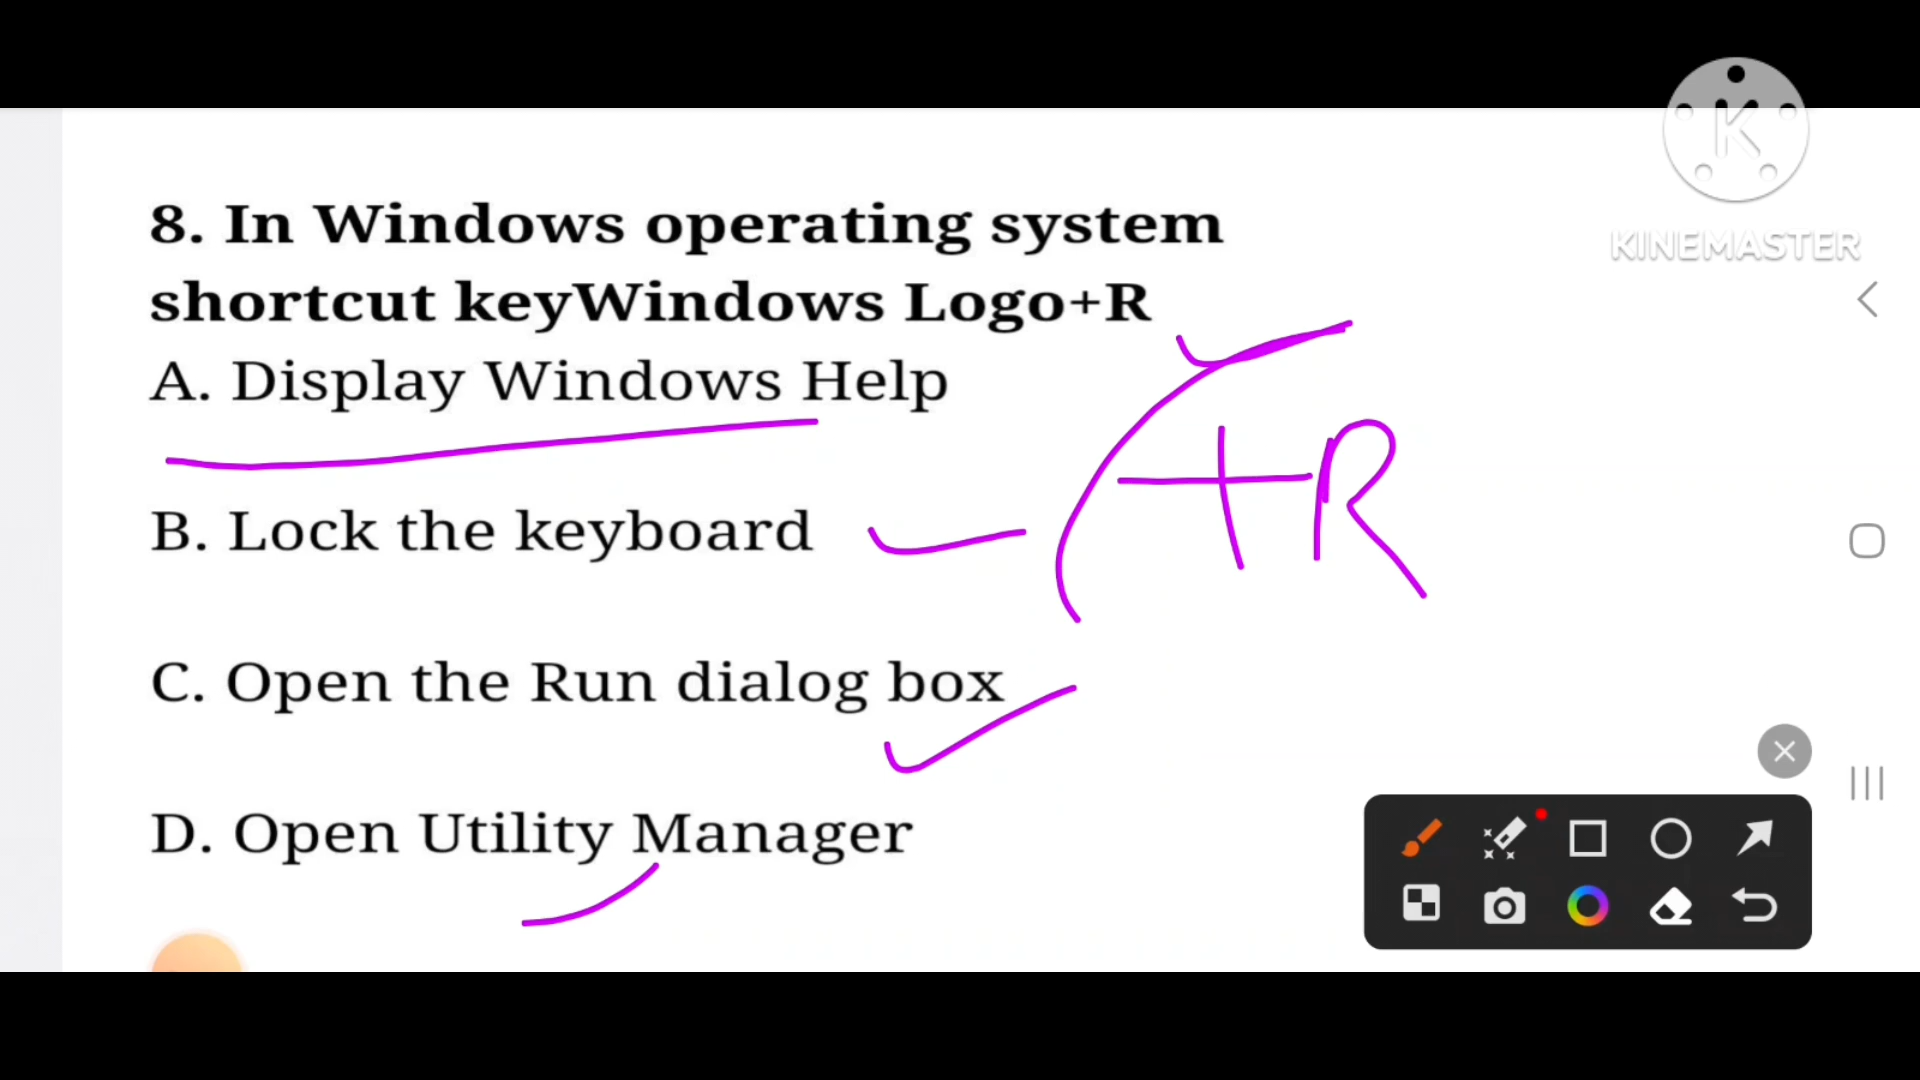 KINEMASTER
8. In Windows operating system
shortcut keyWindows Logo+R
A. Display Windows Help
+R
B. Lock the keyboard
C. Open the Run dialog box
D. Open Utility Manager